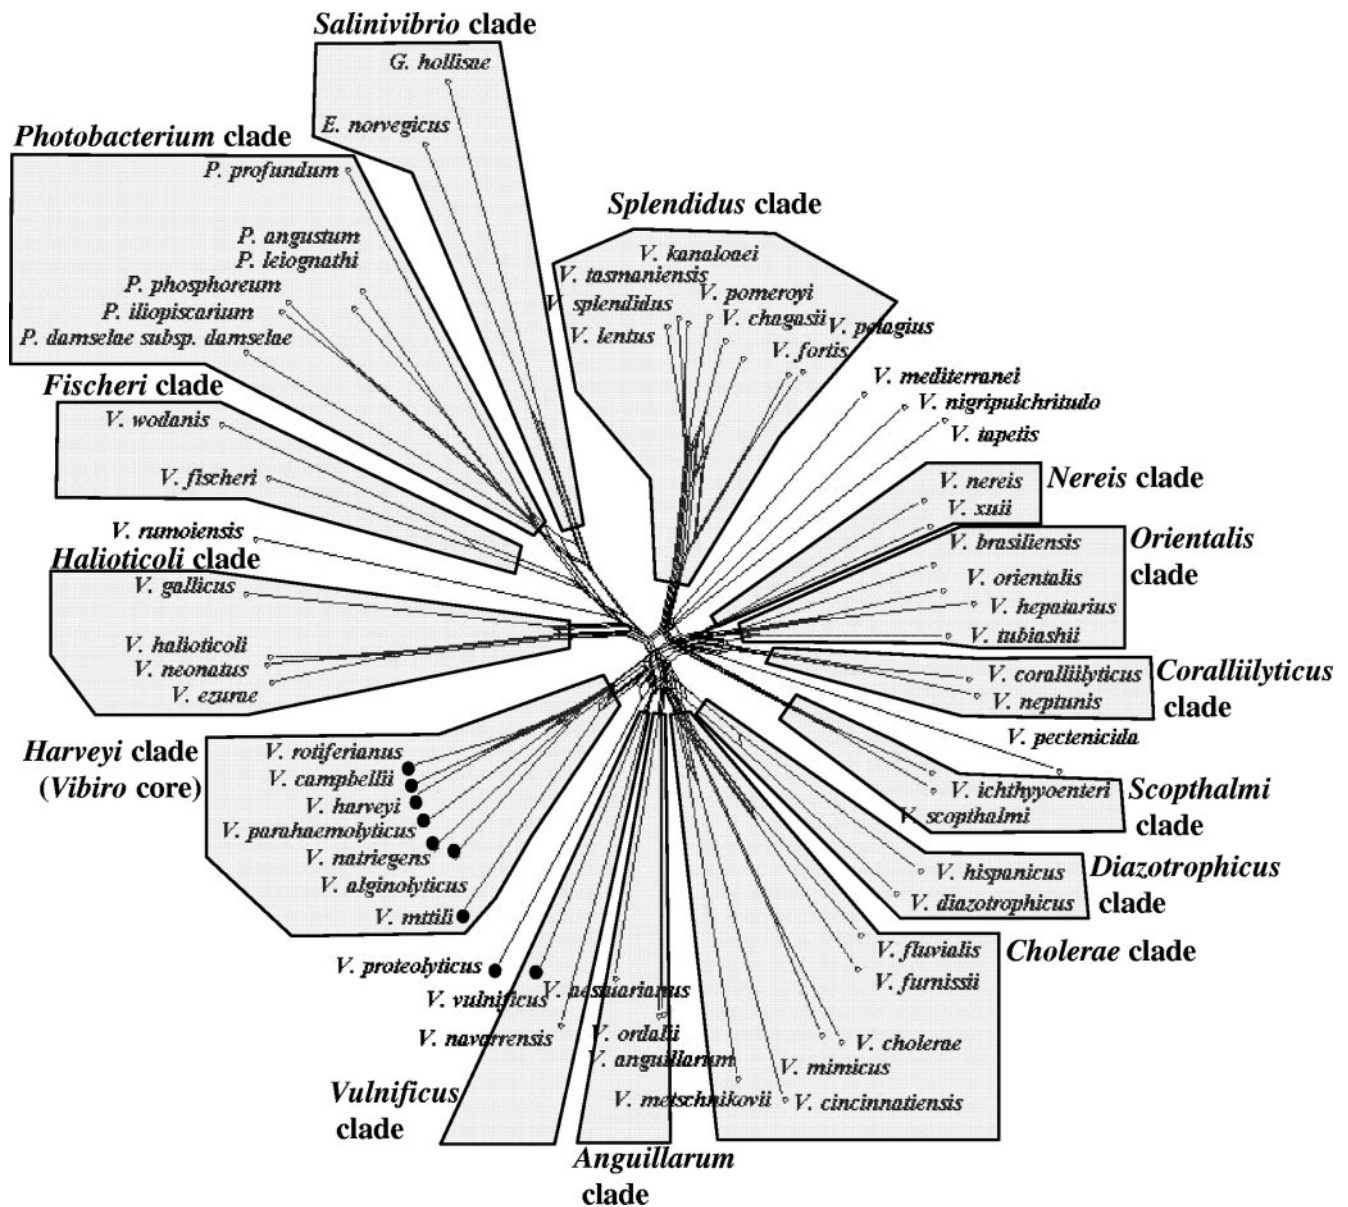 Salinivibrio clade
G. hollisae
E. norvegicus
Photobacterium clade
P. profundum
P. angustum
P. leiognathi
P. phosphoreum
P. iliopiscarium
P. damselae subsp. damselae
Splendidus clade
V. kanaloaei
V. tasmaniensis
V. splendidus
V. pomeroyi
V. chagasii
V. pelagius
V. lentus
V. fortis
Fischeri clade
V. wodanis
V. fischeri
V. mediterranei
V. nigripulchritudo
V. tapetis
Nereis clade
V. nereis
V. xuii
V. rumoiensis
Halioticoli clade
V. gallicus
V. halioticoli
V. neonatus
V. ezurae
Orientalis
clade
V. brasiliensis
V. orientalis
V. hepatarius
V. tubiashii
Coralliilyticus
clade
V. coralliilyticus
V. neptunis
V. pectenicida
Harveyi clade
(Vibiro core)
V. rotiferianus
V. campbellii
V. harveyi
V. parahaemolyticus
V. natriegens
V. alginolyticus
V. mitili
Scopthalmi
clade
V. ichthyyoenteri
V. scopthalmi
Diazotrophicus
clade
V. hispanicus
V. diazotrophicus
Cholerae clade
V. fluvialis
V. furnissii
V. cholerae
V. mimicus
V. cincinnatiensis
V. metschnikovii
V. proteolyticus
V. vulnificus
V. navarrensis
Vulnificus
clade
V. aestuarianus
V. ordalii
V. anguillarum
Anguillarum
clade